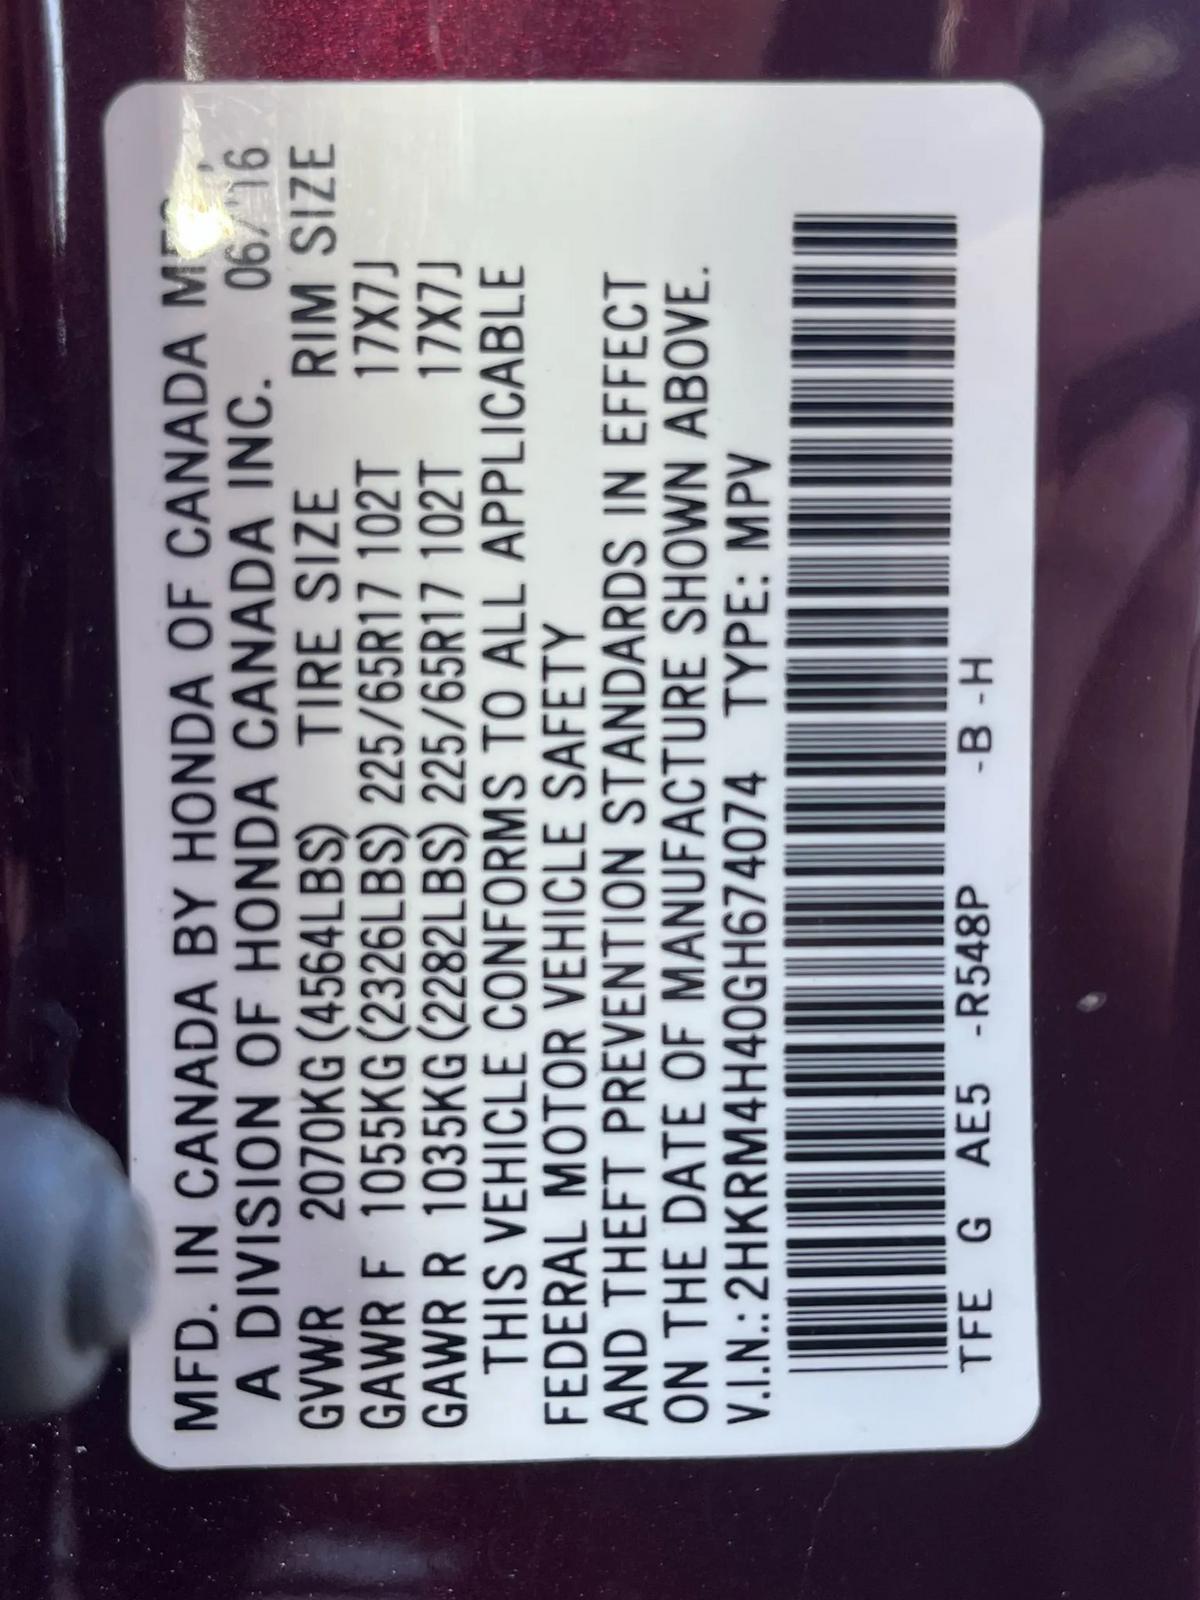 MFD. IN CANADA BY HONDA OF CANADA
A DIVISION OF HONDA CANADA INC. 06/16
GVWR 2070KG (4564LBS) TIRE SIZE RIM SIZE
GAWR F 1055KG (2326LBS) 225/65R17 102T 17X7J
GAWR R 1035KG (2282LBS) 225/65R17 102T 17X7J
THIS VEHICLE CONFORMS TO ALL APPLICABLE
FEDERAL MOTOR VEHICLE SAFETY
AND THEFT PREVENTION STANDARDS IN EFFECT
ON THE DATE OF MANUFACTURE SHOWN ABOVE.
V.I.N.: 2HKRM4H40GH674074 TYPE: MPV
TFE G AE5 -R548P -B -H